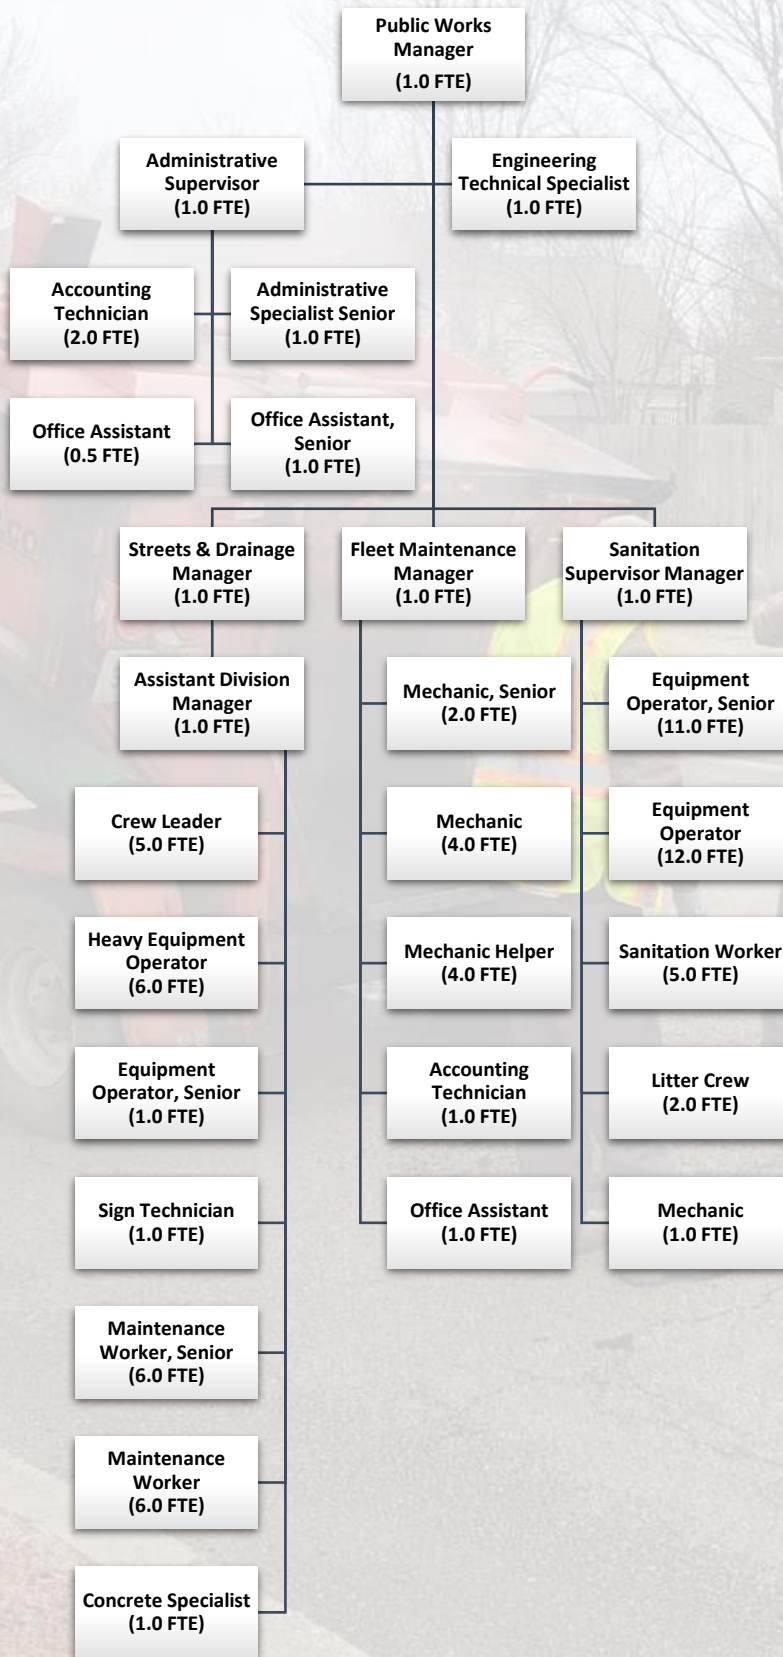 Public Works
Manager
(1.0 FTE)
Administrative
Supervisor
(1.0 FTE)
Engineering
Technical Specialist
(1.0 FTE)
Accounting
Technician
(2.0 FTE)
Administrative
Specialist Senior
(1.0 FTE)
Office Assistant
(0.5 FTE)
Office Assistant,
Senior
(1.0 FTE)
Streets & Drainage
Manager
(1.0 FTE)
Fleet Maintenance
Manager
(1.0 FTE)
Sanitation
Supervisor Manager
(1.0 FTE)
Assistant Division
Manager
(1.0 FTE)
Crew Leader
(5.0 FTE)
Heavy Equipment
Operator
(6.0 FTE)
Equipment
Operator, Senior
(1.0 FTE)
Sign Technician
(1.0 FTE)
Maintenance
Worker, Senior
(6.0 FTE)
Maintenance
Worker
(6.0 FTE)
Concrete Specialist
(1.0 FTE)
Mechanic, Senior
(2.0 FTE)
Mechanic
(4.0 FTE)
Mechanic Helper
(4.0 FTE)
Accounting
Technician
(1.0 FTE)
Office Assistant
(1.0 FTE)
Equipment
Operator, Senior
(11.0 FTE)
Equipment
Operator
(12.0 FTE)
Sanitation Worker
(5.0 FTE)
Litter Crew
(2.0 FTE)
Mechanic
(1.0 FTE)